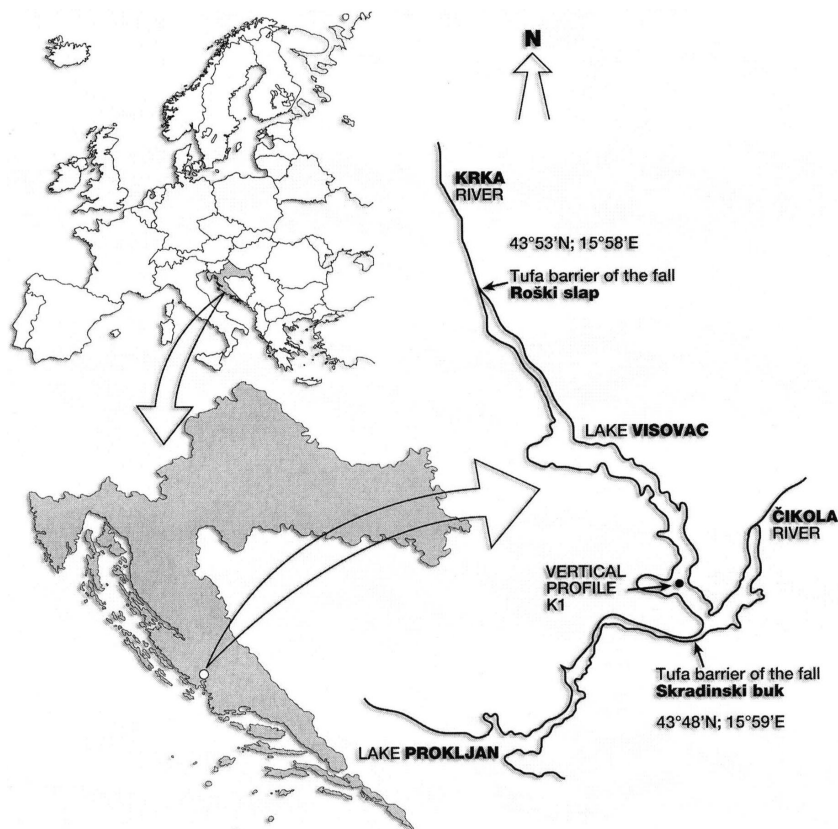 N
KRKA
RIVER
43°53'N; 15°58'E
Tufa barrier of the fall
Roški slap
LAKE VISOVAC
ČIKOLA
RIVER
VERTICAL
PROFILE
K1
Tufa barrier of the fall
Skradinski buk
43°48'N; 15°59'E
LAKE PROKLJAN